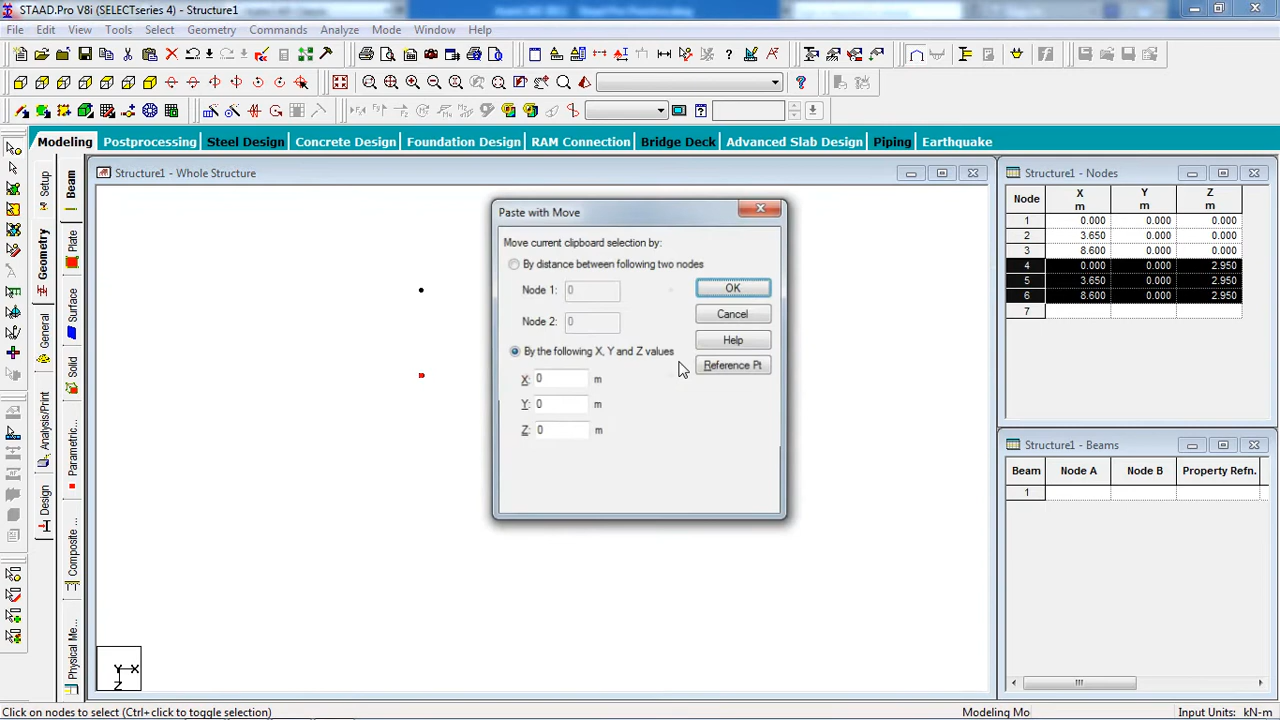 STAAD.Pro V8i (SELECTseries 4) - Structure1
File Edit View Tools Select Geometry Commands Analyze Mode Window Help
Modeling Postprocessing Steel Design Concrete Design Foundation Design RAM Connection Bridge Deck Advanced Slab Design Piping Earthquake
Setup
Geometry
General
Analysis/Print
Design
Beam
Plate
Surface
Solid
Parametric...
Composite ...
Physical Me...
Structure1 - Whole Structure
Paste with Move
Move current clipboard selection by:
By distance between following two nodes
Node 1: 0
Node 2: 0
By the following X, Y and Z values
X: 0 m
Y: 0 m
Z: 0 m
OK
Cancel
Help
Reference Pt
Y X
Z
Structure1 - Nodes
Node X m Y m Z m
1 0.000 0.000 0.000
2 3.650 0.000 0.000
3 8.600 0.000 0.000
4 0.000 0.000 2.950
5 3.650 0.000 2.950
6 8.600 0.000 2.950
7
Structure1 - Beams
Beam Node A Node B Property Refn.
1
Click on nodes to select (Ctrl+click to toggle selection)
Modeling Mo
Input Units: kN-m